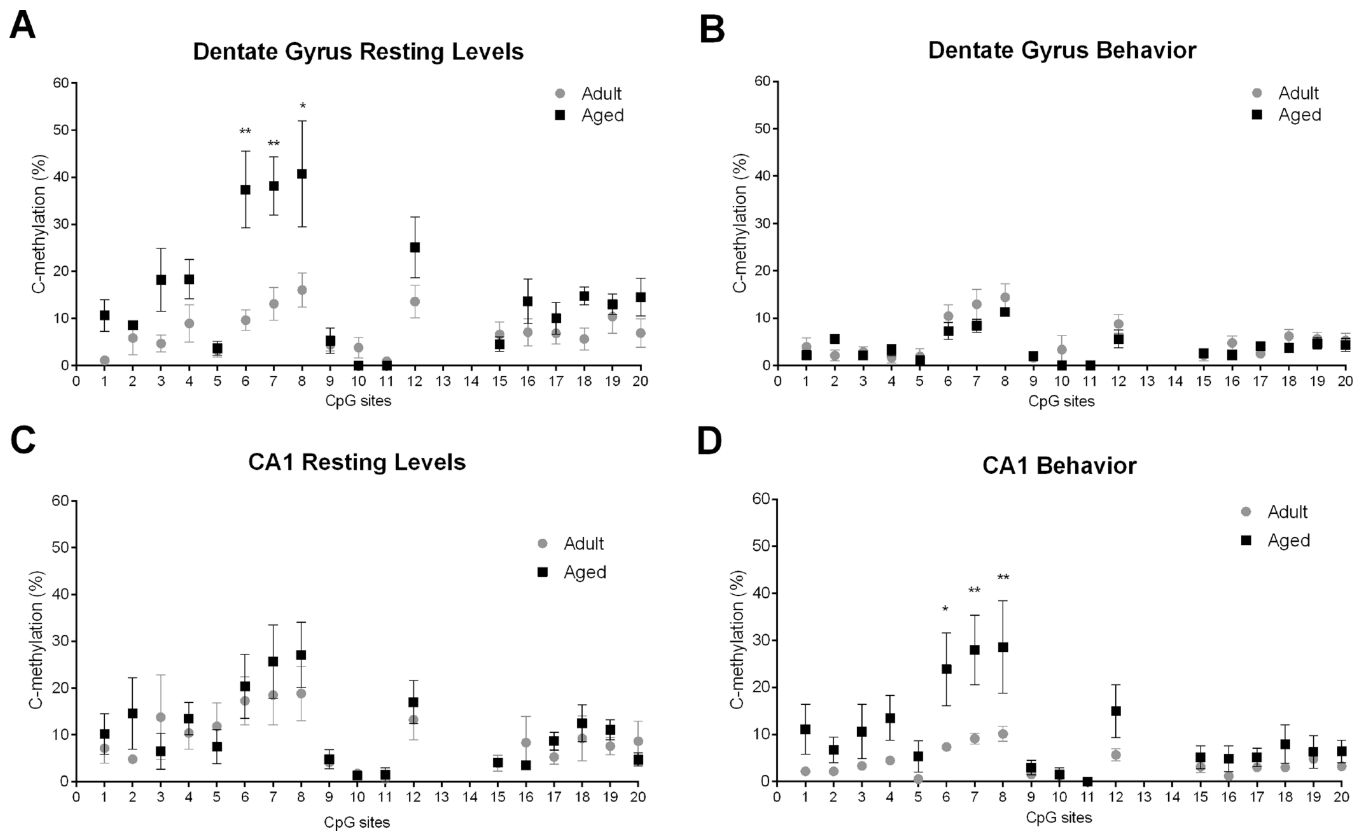 A
Dentate Gyrus Resting Levels
Adult
Aged
C-methylation (%)
60
50
40
30
20
10
0
** ** *
0 1 2 3 4 5 6 7 8 9 10 11 12 13 14 15 16 17 18 19 20
CpG sites
B
Dentate Gyrus Behavior
Adult
Aged
C-methylation (%)
60
50
40
30
20
10
0
0 1 2 3 4 5 6 7 8 9 10 11 12 13 14 15 16 17 18 19 20
CpG sites
C
CA1 Resting Levels
Adult
Aged
C-methylation (%)
60
50
40
30
20
10
0
0 1 2 3 4 5 6 7 8 9 10 11 12 13 14 15 16 17 18 19 20
CpG sites
D
CA1 Behavior
Adult
Aged
C-methylation (%)
60
50
40
30
20
10
0
* ** **
0 1 2 3 4 5 6 7 8 9 10 11 12 13 14 15 16 17 18 19 20
CpG sites